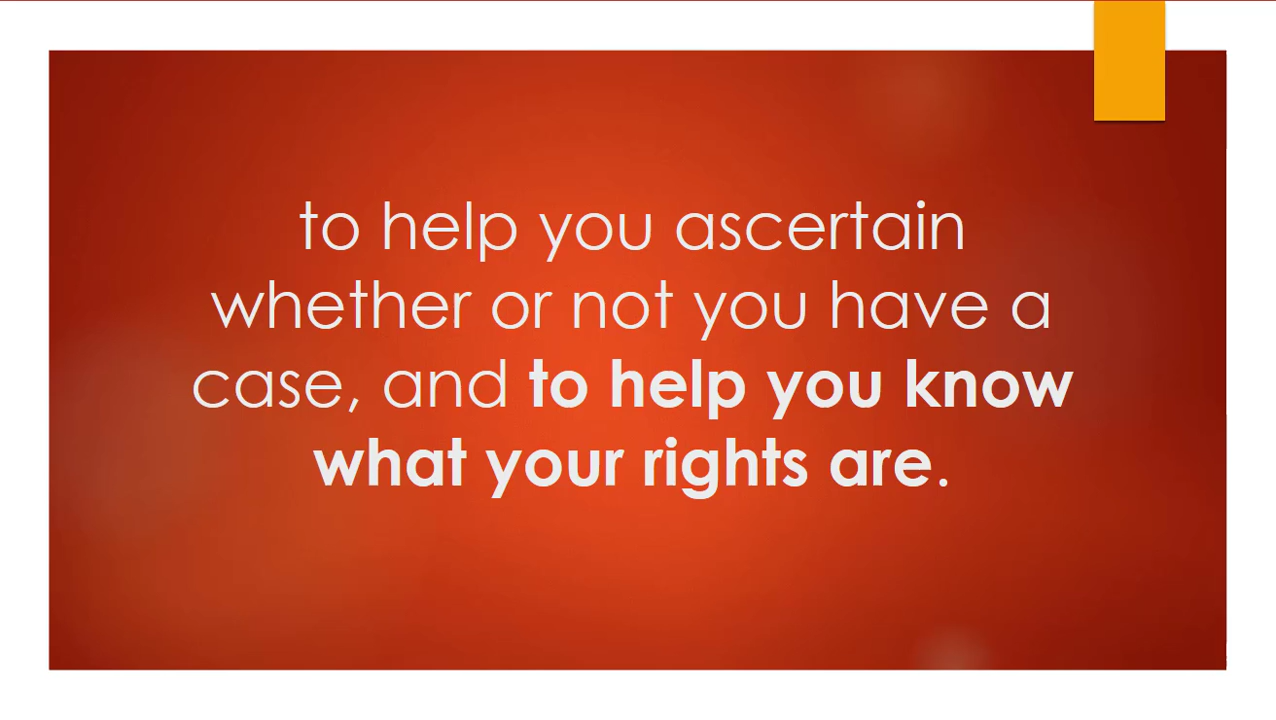 to help you ascertain
whether or not you have a
case, and to help you know
what your rights are.